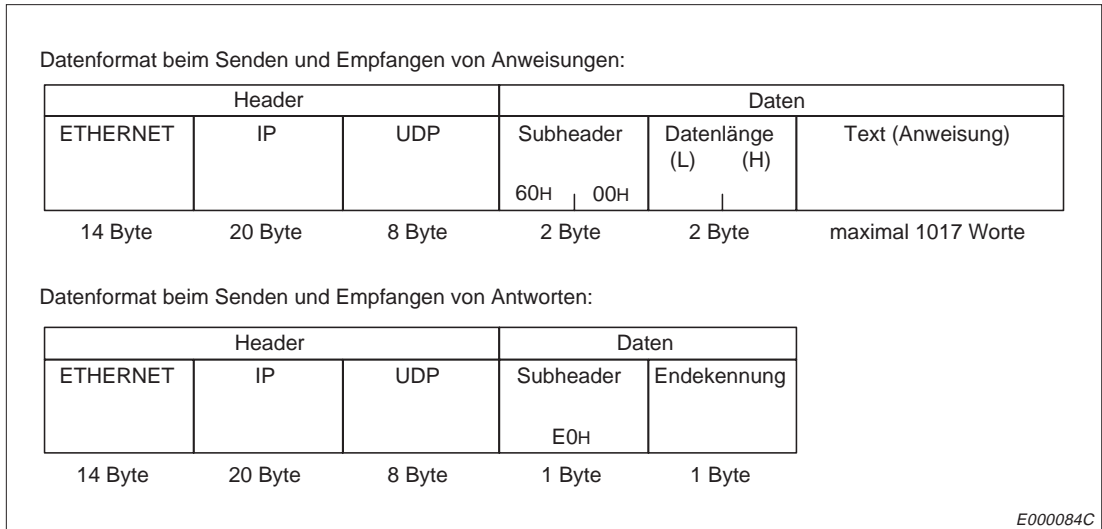 Datenformat beim Senden und Empfangen von Anweisungen:
Header Daten
ETHERNET IP UDP Subheader Datenlänge Text (Anweisung)
(L) (H)
60H 00H
14 Byte 20 Byte 8 Byte 2 Byte 2 Byte maximal 1017 Worte
Datenformat beim Senden und Empfangen von Antworten:
Header Daten
ETHERNET IP UDP Subheader Endekennung
E0H
14 Byte 20 Byte 8 Byte 1 Byte 1 Byte
E000084C